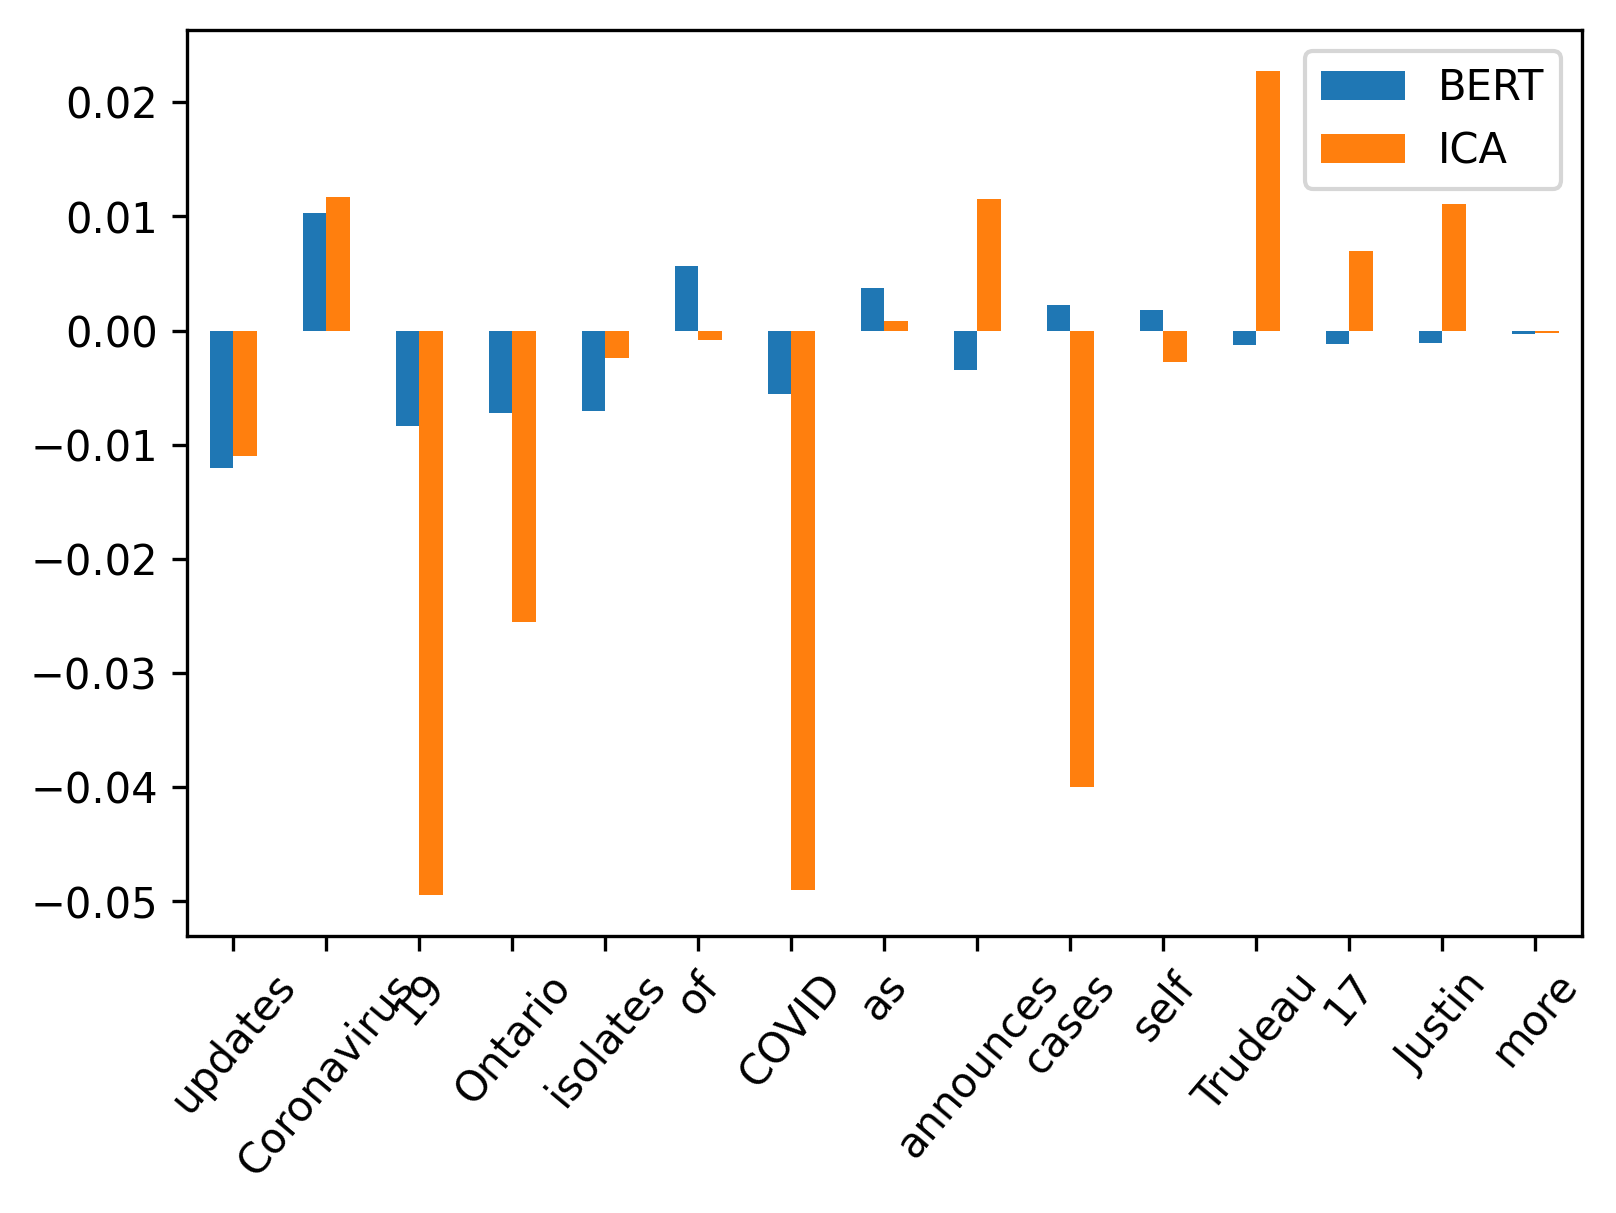 BERT
ICA
0.02
0.01
0.00
−0.01
−0.02
−0.03
−0.04
−0.05
updates
Coronavirus
19
Ontario
isolates
of
COVID
as
announces
cases
self
Trudeau
17
Justin
more